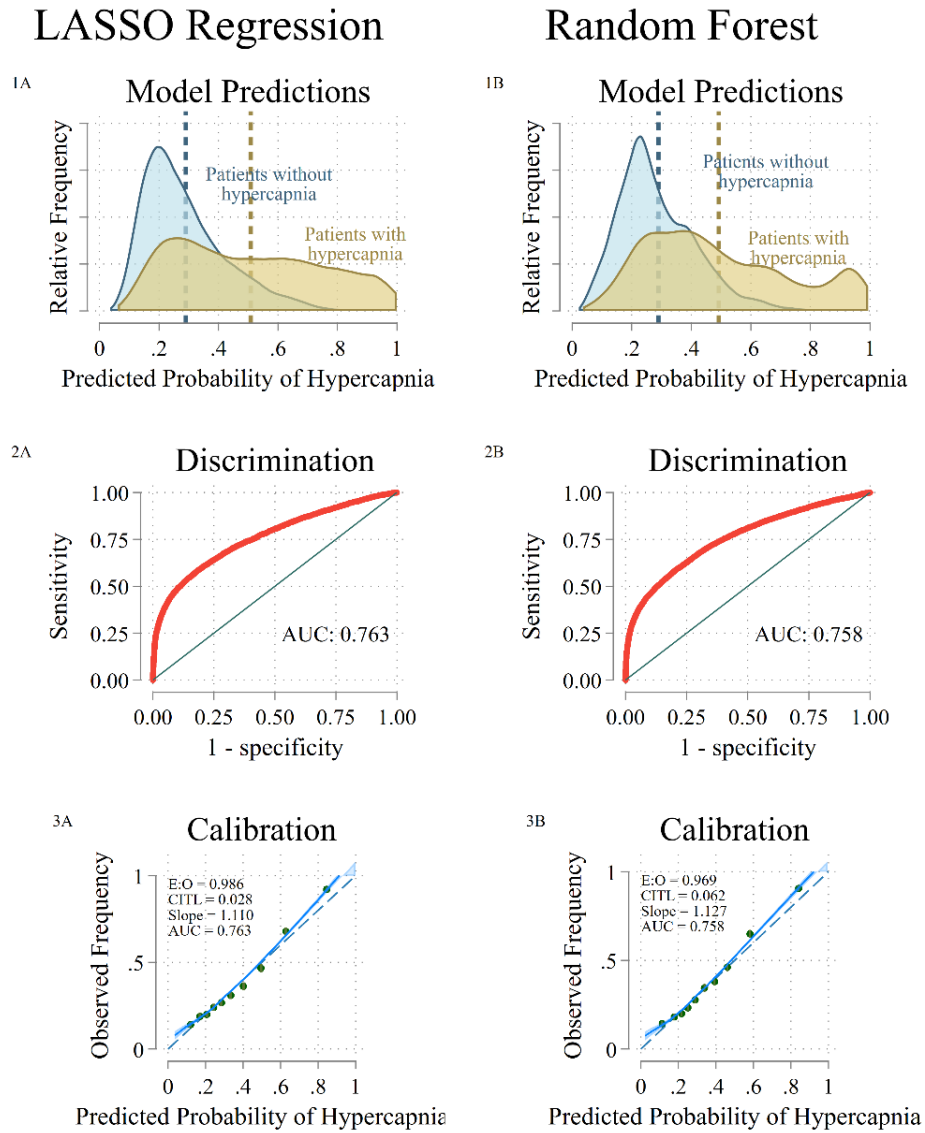 LASSO Regression
Random Forest
1A
Model Predictions
Relative Frequency
Patients without
hypercapnia
Patients with
hypercapnia
0 .2 .4 .6 .8 1
Predicted Probability of Hypercapnia
1B
Model Predictions
Relative Frequency
Patients without
hypercapnia
Patients with
hypercapnia
0 .2 .4 .6 .8 1
Predicted Probability of Hypercapnia
2A
Discrimination
Sensitivity
1.00
0.75
0.50
0.25
0.00
AUC: 0.763
0.00 0.25 0.50 0.75 1.00
1 - specificity
2B
Discrimination
Sensitivity
1.00
0.75
0.50
0.25
0.00
AUC: 0.758
0.00 0.25 0.50 0.75 1.00
1 - specificity
3A
Calibration
Observed Frequency
1
.5
0
E:O = 0.986
CITL = 0.028
Slope = 1.110
AUC = 0.763
0 .2 .4 .6 .8 1
Predicted Probability of Hypercapnia
3B
Calibration
Observed Frequency
1
.5
0
E:O = 0.969
CITL = 0.062
Slope = 1.127
AUC = 0.758
0 .2 .4 .6 .8 1
Predicted Probability of Hypercapnia